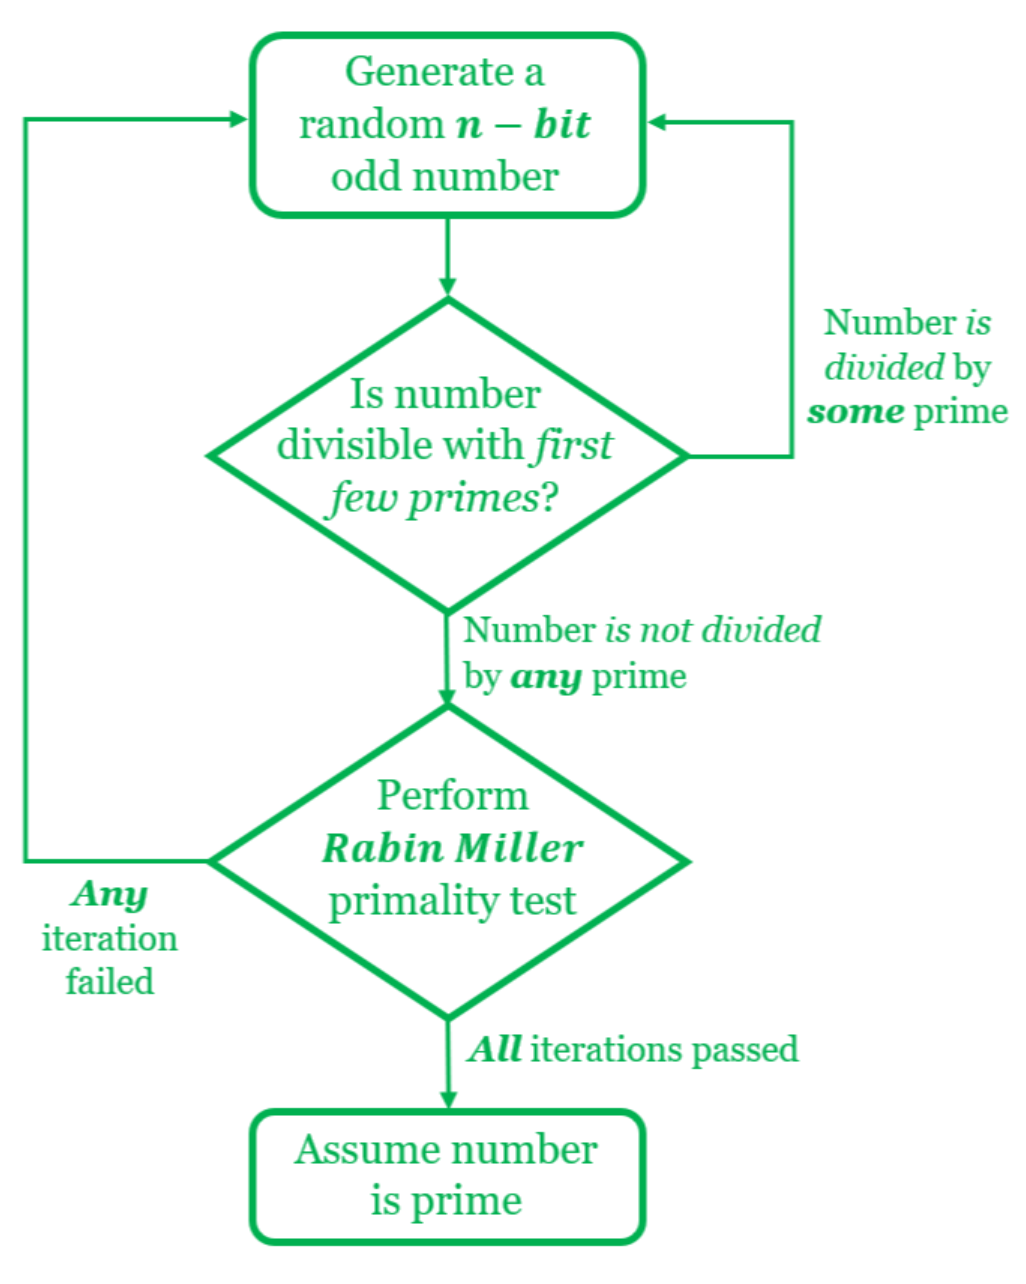 Generate a
random n – bit
odd number
Number is
divided by
some prime
Is number
divisible with first
few primes?
Number is not divided
by any prime
Perform
Rabin Miller
primality test
Any
iteration
failed
All iterations passed
Assume number
is prime